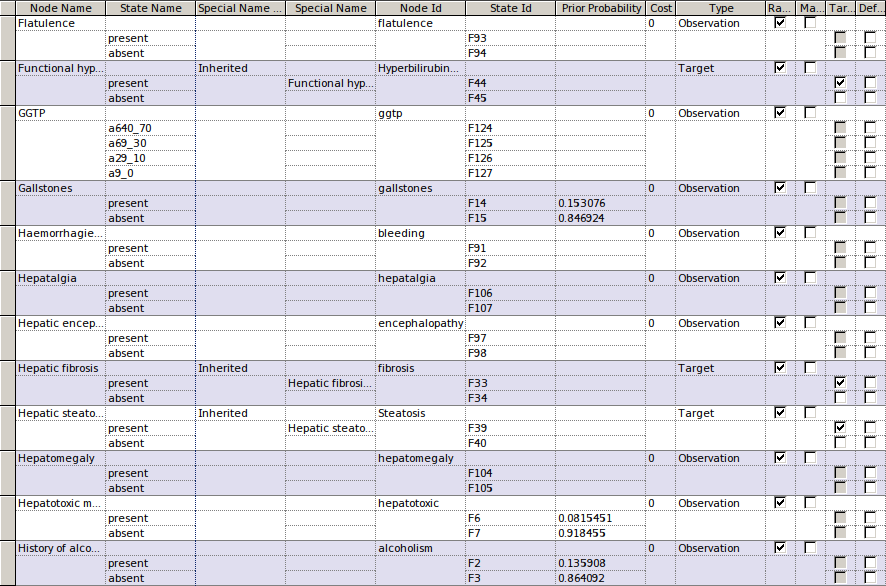 Node Name State Name Special Name ... Special Name Node Id State Id Prior Probability Cost Type Ra... Ma... Tar... Def...
Flatulence flatulence 0 Observation
present F93
absent F94
Functional hyp... Inherited Hyperbilirubin... Target
present Functional hyp... F44
absent F45
GGTP ggtp 0 Observation
a640_70 F124
a69_30 F125
a29_10 F126
a9_0 F127
Gallstones gallstones 0 Observation
present F14 0.153076
absent F15 0.846924
Haemorrhagie... bleeding 0 Observation
present F91
absent F92
Hepatalgia hepatalgia 0 Observation
present F106
absent F107
Hepatic encep... encephalopathy 0 Observation
present F97
absent F98
Hepatic fibrosis Inherited fibrosis Target
present Hepatic fibrosi... F33
absent F34
Hepatic steato... Inherited Steatosis Target
present Hepatic steato... F39
absent F40
Hepatomegaly hepatomegaly 0 Observation
present F104
absent F105
Hepatotoxic m... hepatotoxic 0 Observation
present F6 0.0815451
absent F7 0.918455
History of alco... alcoholism 0 Observation
present F2 0.135908
absent F3 0.864092